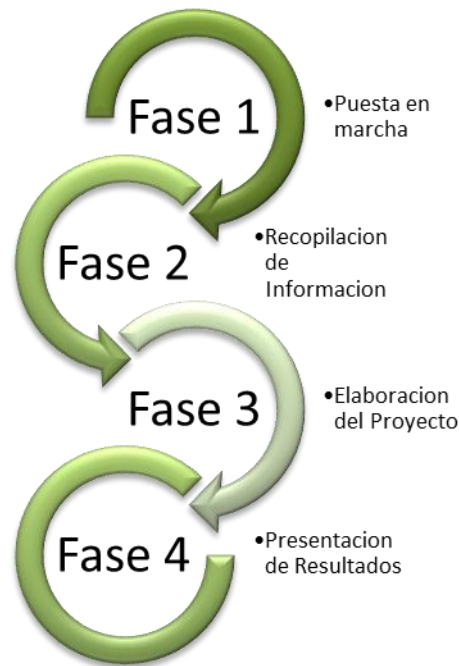 Fase 1
•Puesta en
marcha
Fase 2
•Recopilacion
de
Informacion
Fase 3
•Elaboracion
del Proyecto
Fase 4
•Presentacion
de Resultados